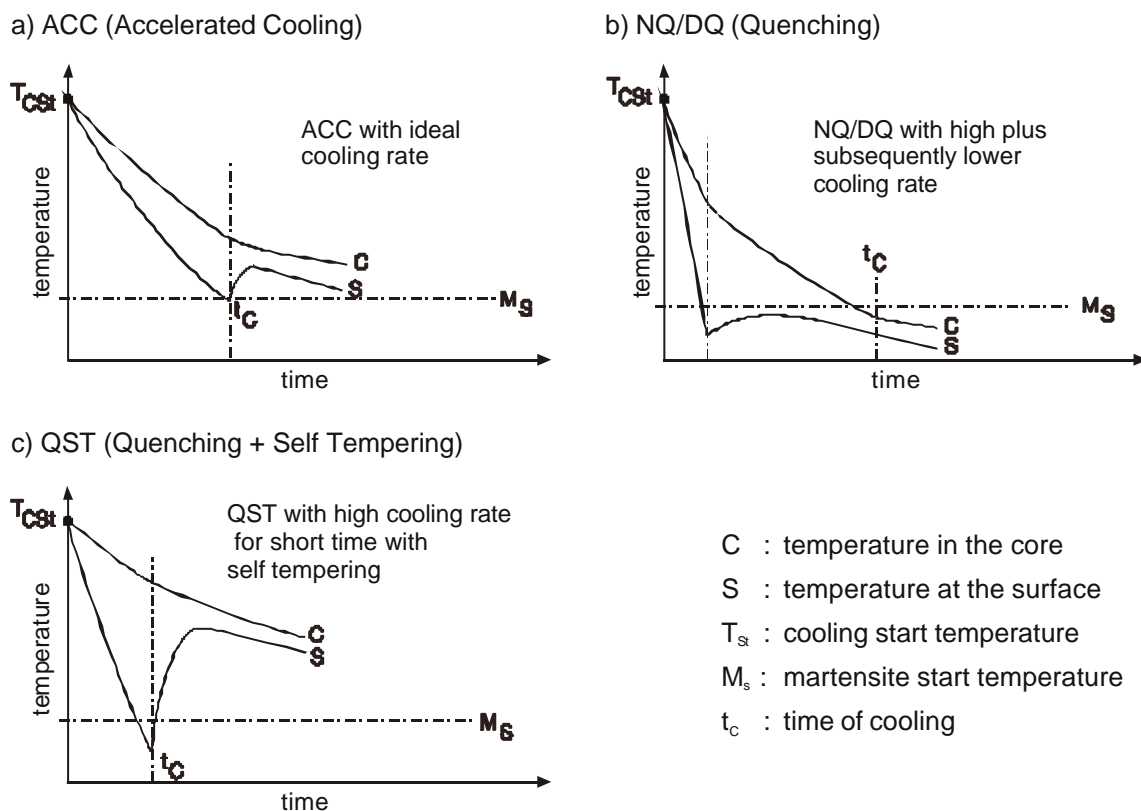 a) ACC (Accelerated Cooling)
T_CSt
ACC with ideal
cooling rate
temperature
C
S
M_S
t_C
time
b) NQ/DQ (Quenching)
T_CSt
NQ/DQ with high plus
subsequently lower
cooling rate
temperature
t_C
M_S
C
S
time
c) QST (Quenching + Self Tempering)
T_CSt
QST with high cooling rate
for short time with
self tempering
temperature
C
S
M_S
t_C
time
C : temperature in the core
S : temperature at the surface
T_St : cooling start temperature
M_s : martensite start temperature
t_C : time of cooling